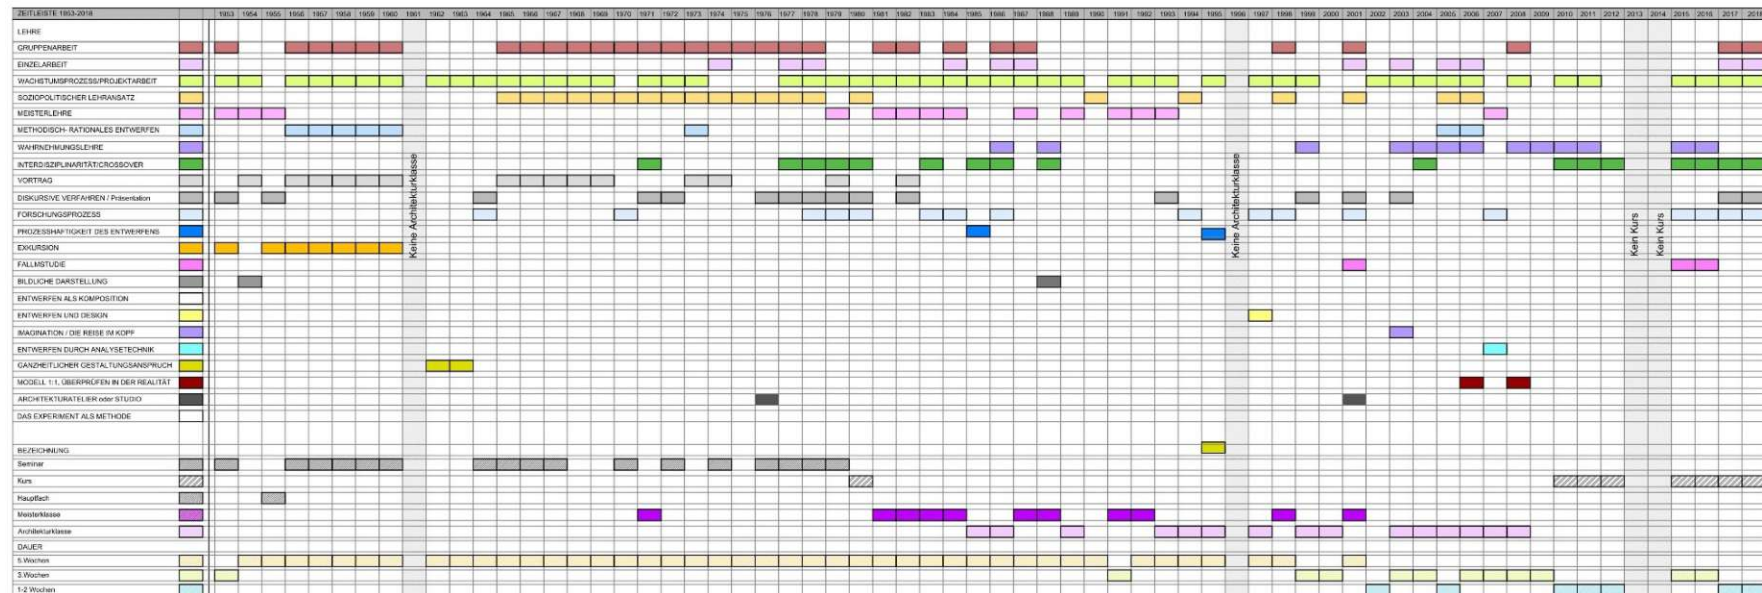 ZEITLEISTE 1953-2018 1953 1954 1955 1956 1957 1958 1959 1960 1961 1962 1963 1964 1965 1966 1967 1968 1969 1970 1971 1972 1973 1974 1975 1976 1977 1978 1979 1980 1981 1982 1983 1984 1985 1986 1987 1988 1989 1990 1991 1992 1993 1994 1995 1996 1997 1998 1999 2000 2001 2002 2003 2004 2005 2006 2007 2008 2009 2010 2011 2012 2013 2014 2015 2016 2017 2018
LEHRE
GRUPPENARBEIT
EINZELARBEIT
WACHSTUMSPROZESS/PROJEKTARBEIT
SOZIOPOLITISCHER LEHRANSATZ
MEISTERLEHRE
METHODISCH- RATIONALES ENTWERFEN
WAHRNEHMUNGSLEHRE
INTERDISZIPLINARITÄT/CROSSOVER
VORTRAG
DISKURSIVE VERFAHREN / Präsentation
FORSCHUNGSPROZESS
PROZESSHAFTIGKEIT DES ENTWERFENS
EXKURSION
FALLMSTUDIE
BILDLICHE DARSTELLUNG
ENTWERFEN ALS KOMPOSITION
ENTWERFEN UND DESIGN
IMAGINATION / DIE REISE IM KOPF
ENTWERFEN DURCH ANALYSETECHNIK
GANZHEITLICHER GESTALTUNGSANSPRUCH
MODELL 1:1, ÜBERPRÜFEN IN DER REALITÄT
ARCHITEKTURATELIER oder STUDIO
DAS EXPERIMENT ALS METHODE
BEZEICHNUNG
Seminar
Kurs
Hauptfach
Meisterklasse
Architekturklasse
DAUER
5.Wochen
3.Wochen
1-2 Wochen
Keine Architekturklasse
Keine Architekturklasse
Kein Kurs
Kein Kurs